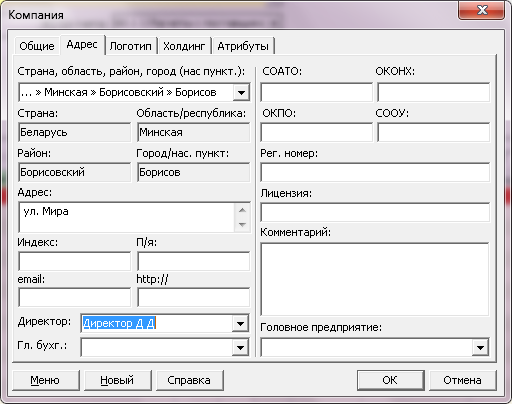 Компания
Общие Адрес Логотип Холдинг Атрибуты
Страна, область, район, город (нас пункт.):
... » Минская » Борисовский » Борисов
Страна: Область/республика:
Беларусь Минская
Район: Город/нас. пункт:
Борисовский Борисов
Адрес:
ул. Мира
Индекс: П/я:
email: http://
Директор: Директор Д Д
Гл. бухг.:
СОАТО: ОКОНХ:
ОКПО: СООУ:
Рег. номер:
Лицензия:
Комментарий:
Головное предприятие:
Меню Новый Справка ОК Отмена